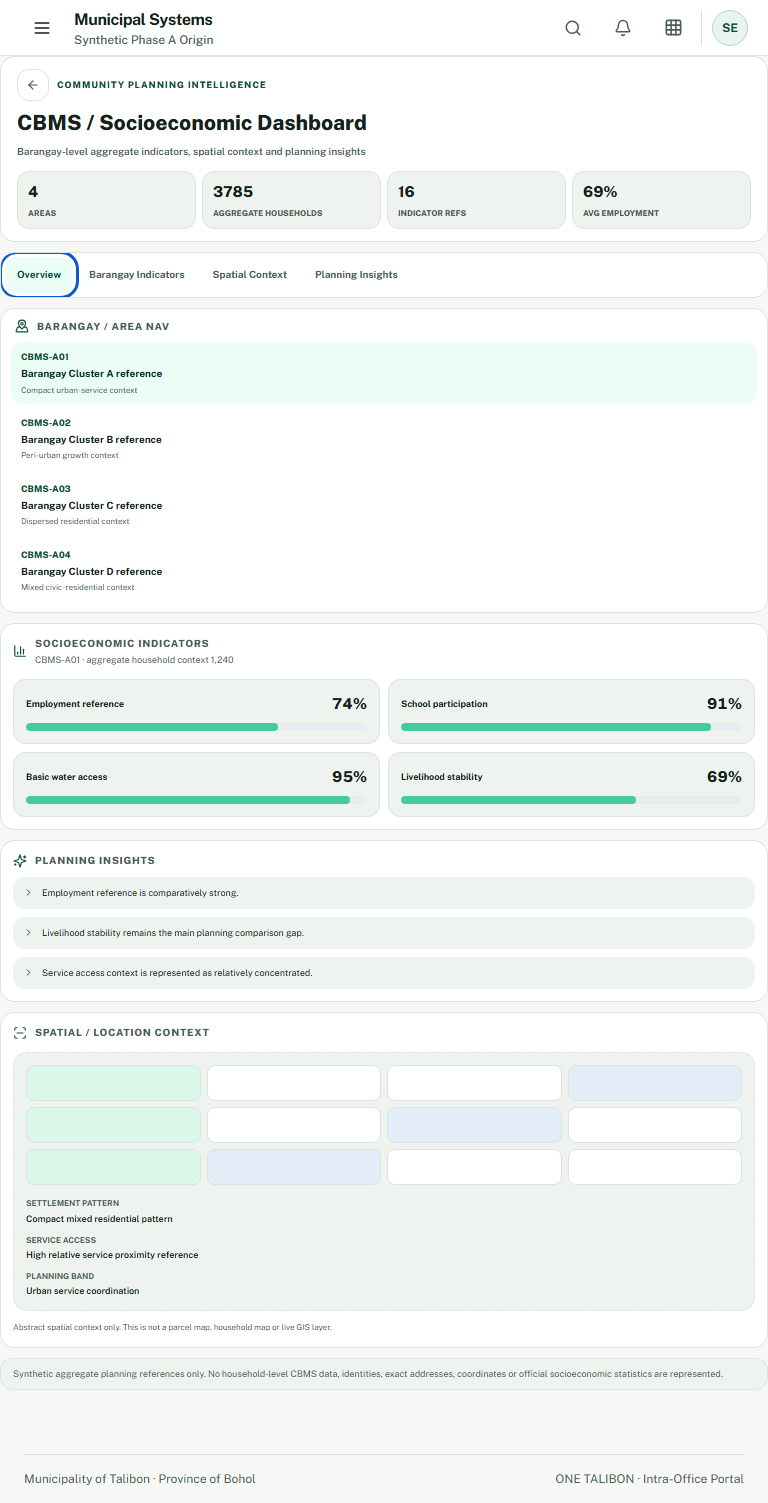 Municipal Systems
Synthetic Phase A Origin
SE
COMMUNITY PLANNING INTELLIGENCE
CBMS / Socioeconomic Dashboard
Barangay-level aggregate indicators, spatial context and planning insights
4
AREAS
3785
AGGREGATE HOUSEHOLDS
16
INDICATOR REFS
69%
AVG EMPLOYMENT
Overview
Barangay Indicators
Spatial Context
Planning Insights
BARANGAY / AREA NAV
CBMS-A01
Barangay Cluster A reference
Compact urban-service context
CBMS-A02
Barangay Cluster B reference
Peri-urban growth context
CBMS-A03
Barangay Cluster C reference
Dispersed residential context
CBMS-A04
Barangay Cluster D reference
Mixed civic-residential context
SOCIOECONOMIC INDICATORS
CBMS-A01 · aggregate household context 1,240
Employment reference 74%
School participation 91%
Basic water access 95%
Livelihood stability 69%
PLANNING INSIGHTS
Employment reference is comparatively strong.
Livelihood stability remains the main planning comparison gap.
Service access context is represented as relatively concentrated.
SPATIAL / LOCATION CONTEXT
SETTLEMENT PATTERN
Compact mixed residential pattern
SERVICE ACCESS
High relative service proximity reference
PLANNING BAND
Urban service coordination
Abstract spatial context only. This is not a parcel map, household map or live GIS layer.
Synthetic aggregate planning references only. No household-level CBMS data, identities, exact addresses, coordinates or official socioeconomic statistics are represented.
Municipality of Talibon · Province of Bohol
ONE TALIBON · Intra-Office Portal